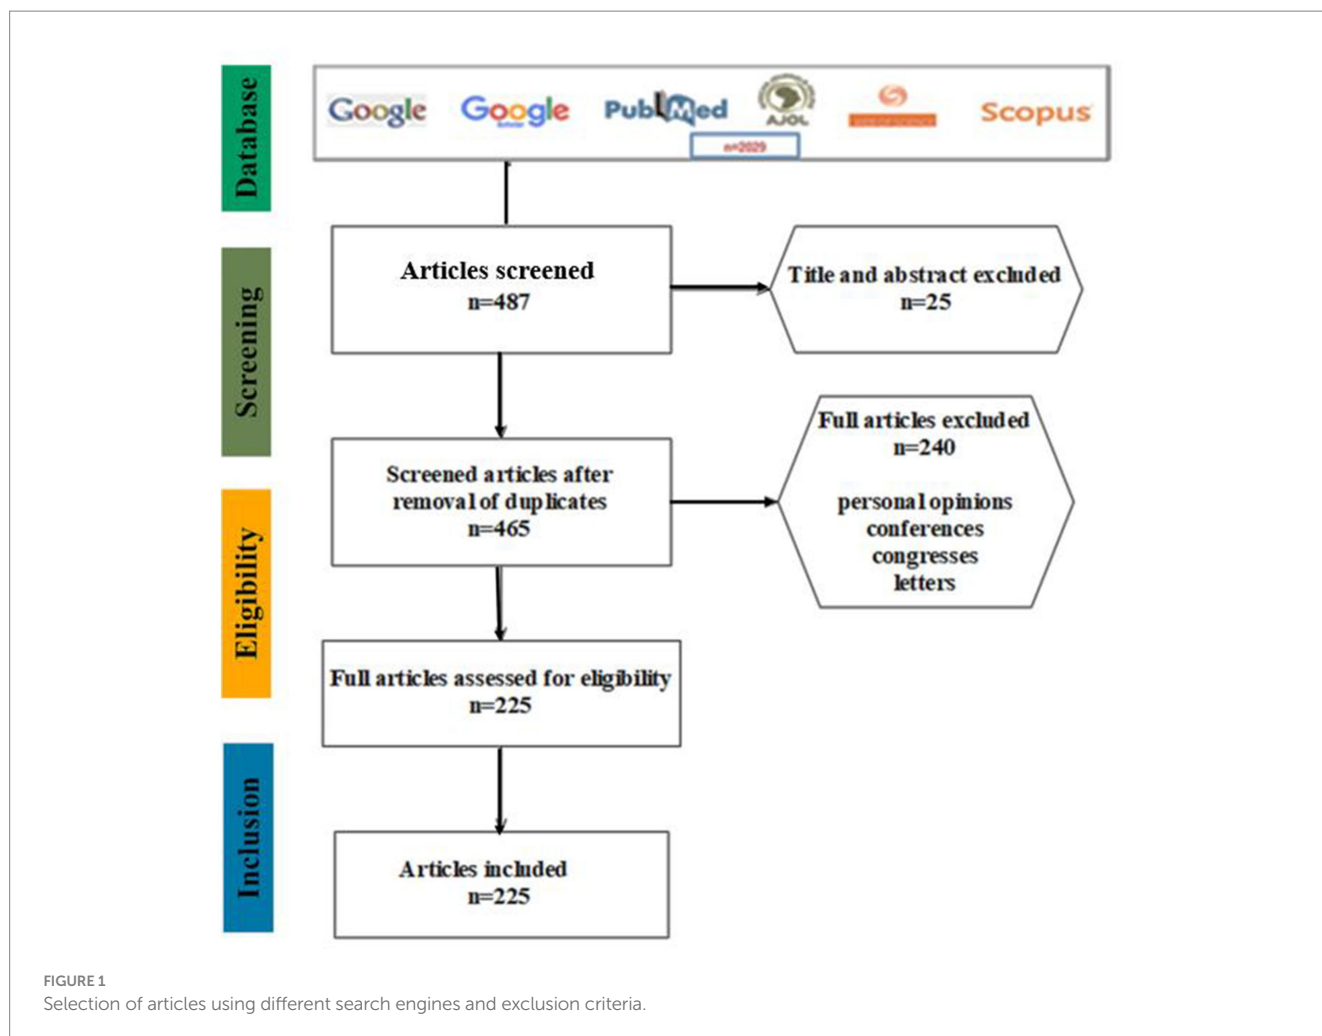 Database
Google
Google
Scholar
PubMed
AJOL
Scopus
n=2029
Screening
Articles screened
n=487
Title and abstract excluded
n=25
Screened articles after
removal of duplicates
n=465
Full articles excluded
n=240
personal opinions
conferences
congresses
letters
Eligibility
Full articles assessed for eligibility
n=225
Inclusion
Articles included
n=225
FIGURE 1
Selection of articles using different search engines and exclusion criteria.